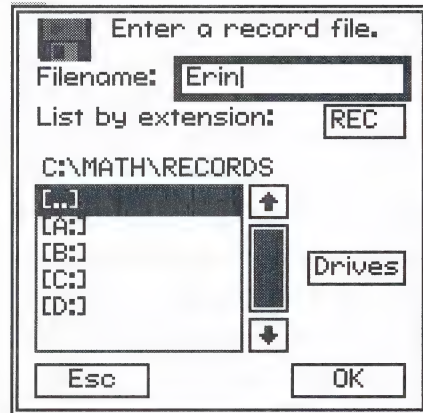 Enter a record file.
Filename: Erin
List by extension: REC
C:\MATH\RECORDS
[..]
[A:]
[B:]
[C:]
[D:]
Drives
Esc OK